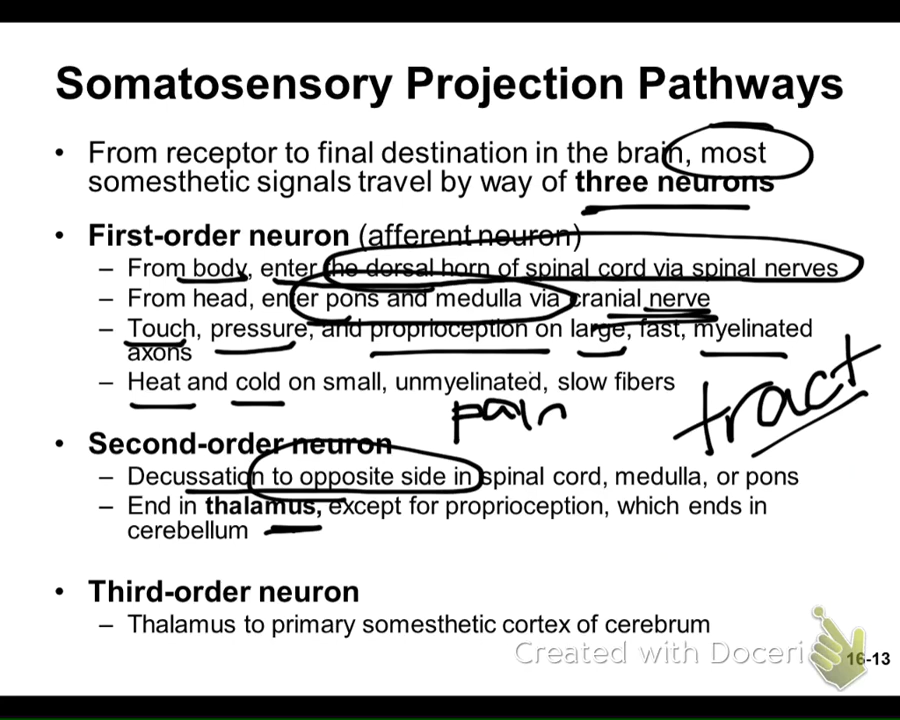 Somatosensory Projection Pathways
• From receptor to final destination in the brain, most
somesthetic signals travel by way of three neurons
• First-order neuron (afferent neuron)
– From body, enter the dorsal horn of spinal cord via spinal nerves
– From head, enter pons and medulla via cranial nerve
– Touch, pressure, and proprioception on large, fast, myelinated
axons
– Heat and cold on small, unmyelinated, slow fibers
pain
tract
• Second-order neuron
– Decussation to opposite side in spinal cord, medulla, or pons
– End in thalamus, except for proprioception, which ends in
cerebellum
• Third-order neuron
– Thalamus to primary somesthetic cortex of cerebrum
Created with Doceri
16-13